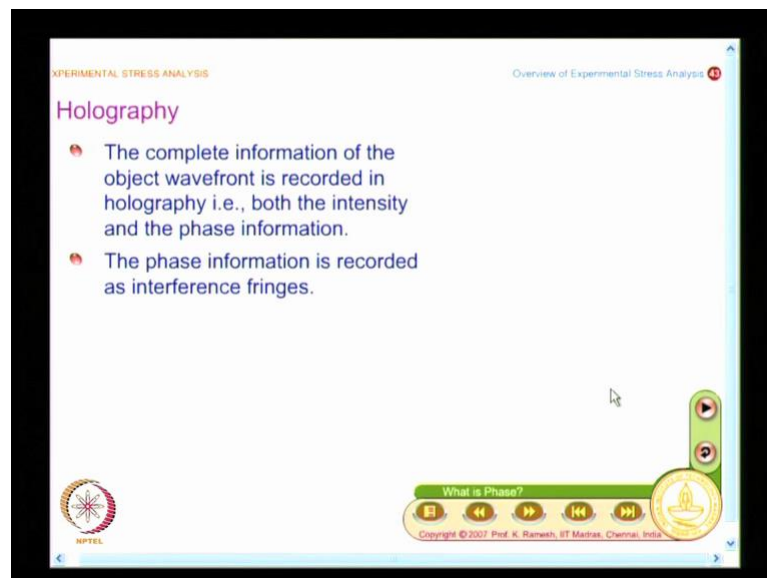 XPERIMENTAL STRESS ANALYSIS
Overview of Experimental Stress Analysis 43
Holography
The complete information of the
object wavefront is recorded in
holography i.e., both the intensity
and the phase information.
The phase information is recorded
as interference fringes.
What is Phase?
NPTEL
Copyright © 2007 Prof. K. Ramesh, IIT Madras, Chennai, India